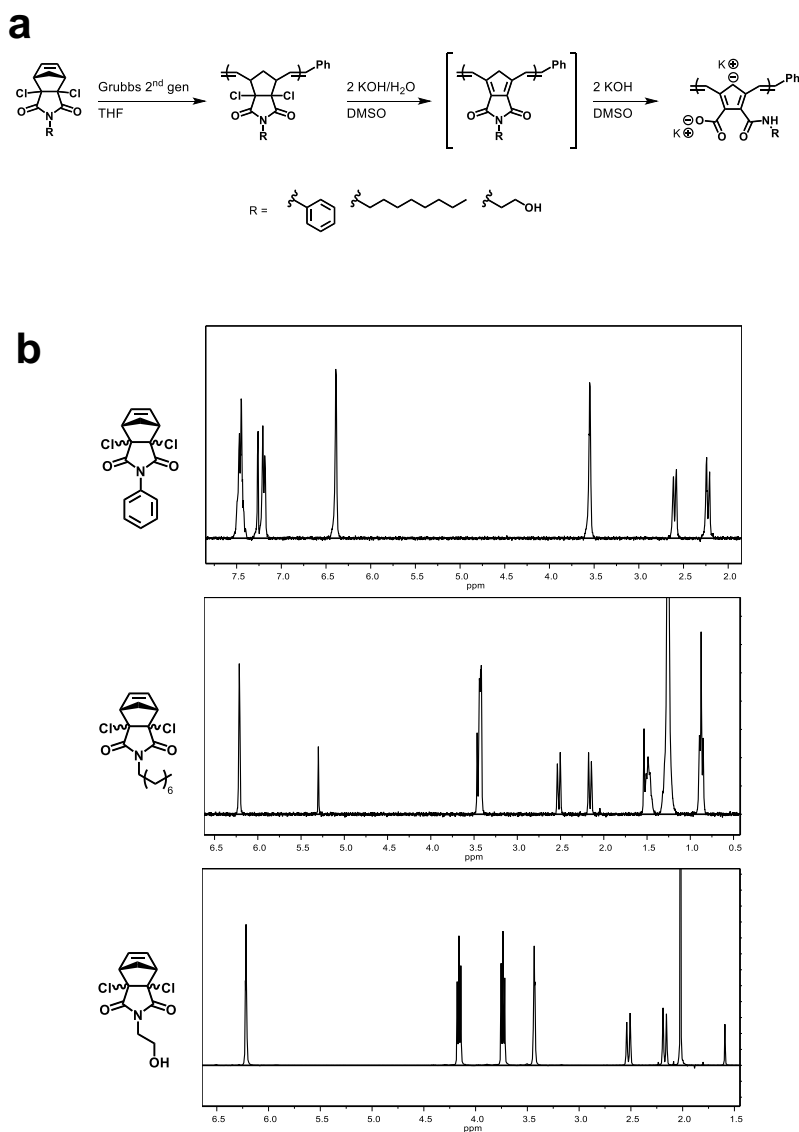 a
Cl Cl
O N O
R
Grubbs 2nd gen
THF
Ph
Cl Cl
O N O
R
2 KOH/H2O
DMSO
Ph
O N O
R
2 KOH
DMSO
K⊕
⊖
Ph
K⊕ ⊖O NH
O O R
R =
OH
b
Cl Cl
O N O
7.5 7.0 6.5 6.0 5.5 5.0 4.5 4.0 3.5 3.0 2.5 2.0
ppm
Cl Cl
O N O
6
6.5 6.0 5.5 5.0 4.5 4.0 3.5 3.0 2.5 2.0 1.5 1.0 0.5
ppm
Cl Cl
O N O
OH
6.5 6.0 5.5 5.0 4.5 4.0 3.5 3.0 2.5 2.0 1.5
ppm